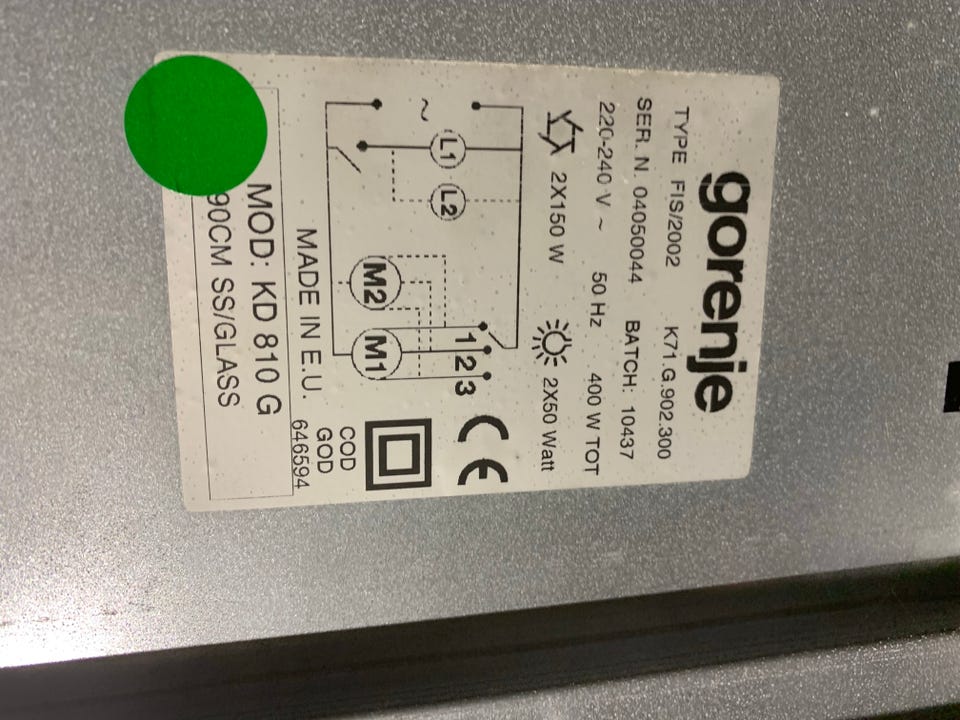 gorenje
TYPE FIS/2002 K71.G.902.300
SER. N 04050044 BATCH: 10437
220-240 V ~ 50 Hz 400 W TOT
2X150 W 2X50 Watt
~ L1 L2 M2 M1 1 2 3
CE
MADE IN E.U.
COD
GOD
646594
MOD: KD 810 G
90CM SS/GLASS